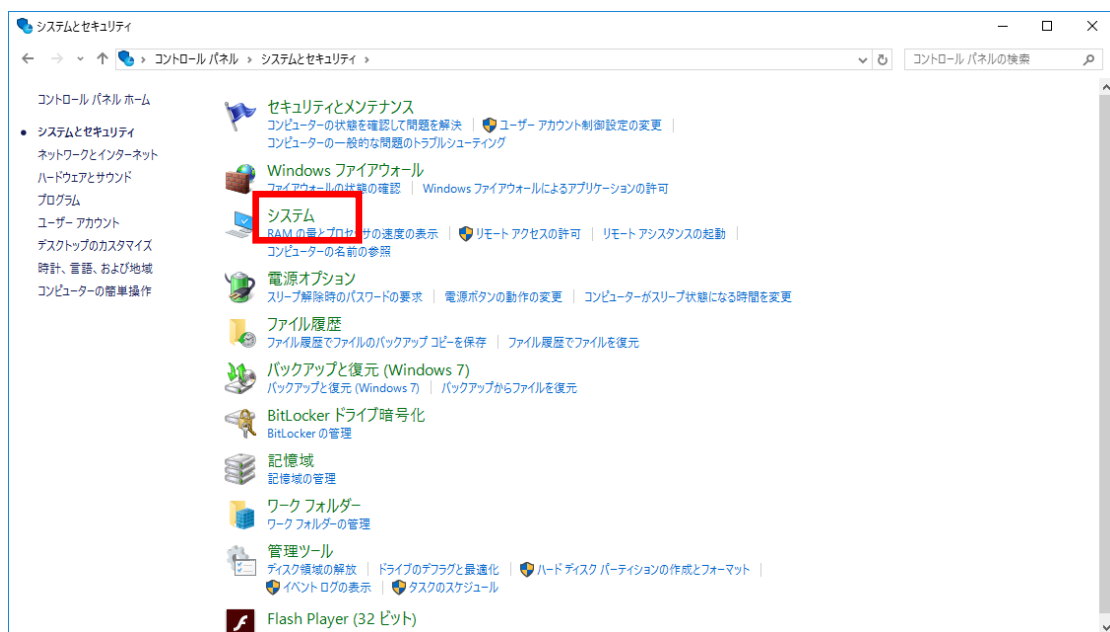 システムとセキュリティ
コントロール パネル › システムとセキュリティ ›
コントロール パネルの検索
コントロール パネル ホーム
システムとセキュリティ
ネットワークとインターネット
ハードウェアとサウンド
プログラム
ユーザー アカウント
デスクトップのカスタマイズ
時計、言語、および地域
コンピューターの簡単操作
セキュリティとメンテナンス
コンピューターの状態を確認して問題を解決 | ユーザー アカウント制御設定の変更 |
コンピューターの一般的な問題のトラブルシューティング
Windows ファイアウォール
ファイアウォールの状態の確認 | Windows ファイアウォールによるアプリケーションの許可
システム
RAM の量とプロセッサの速度の表示 | リモート アクセスの許可 | リモート アシスタンスの起動 |
コンピューターの名前の参照
電源オプション
スリープ解除時のパスワードの要求 | 電源ボタンの動作の変更 | コンピューターがスリープ状態になる時間を変更
ファイル履歴
ファイル履歴でファイルのバックアップ コピーを保存 | ファイル履歴でファイルを復元
バックアップと復元 (Windows 7)
バックアップと復元 (Windows 7) | バックアップからファイルを復元
BitLocker ドライブ暗号化
BitLocker の管理
記憶域
記憶域の管理
ワーク フォルダー
ワーク フォルダーの管理
管理ツール
ディスク領域の解放 | ドライブのデフラグと最適化 | ハード ディスク パーティションの作成とフォーマット |
イベント ログの表示 | タスクのスケジュール
Flash Player (32 ビット)